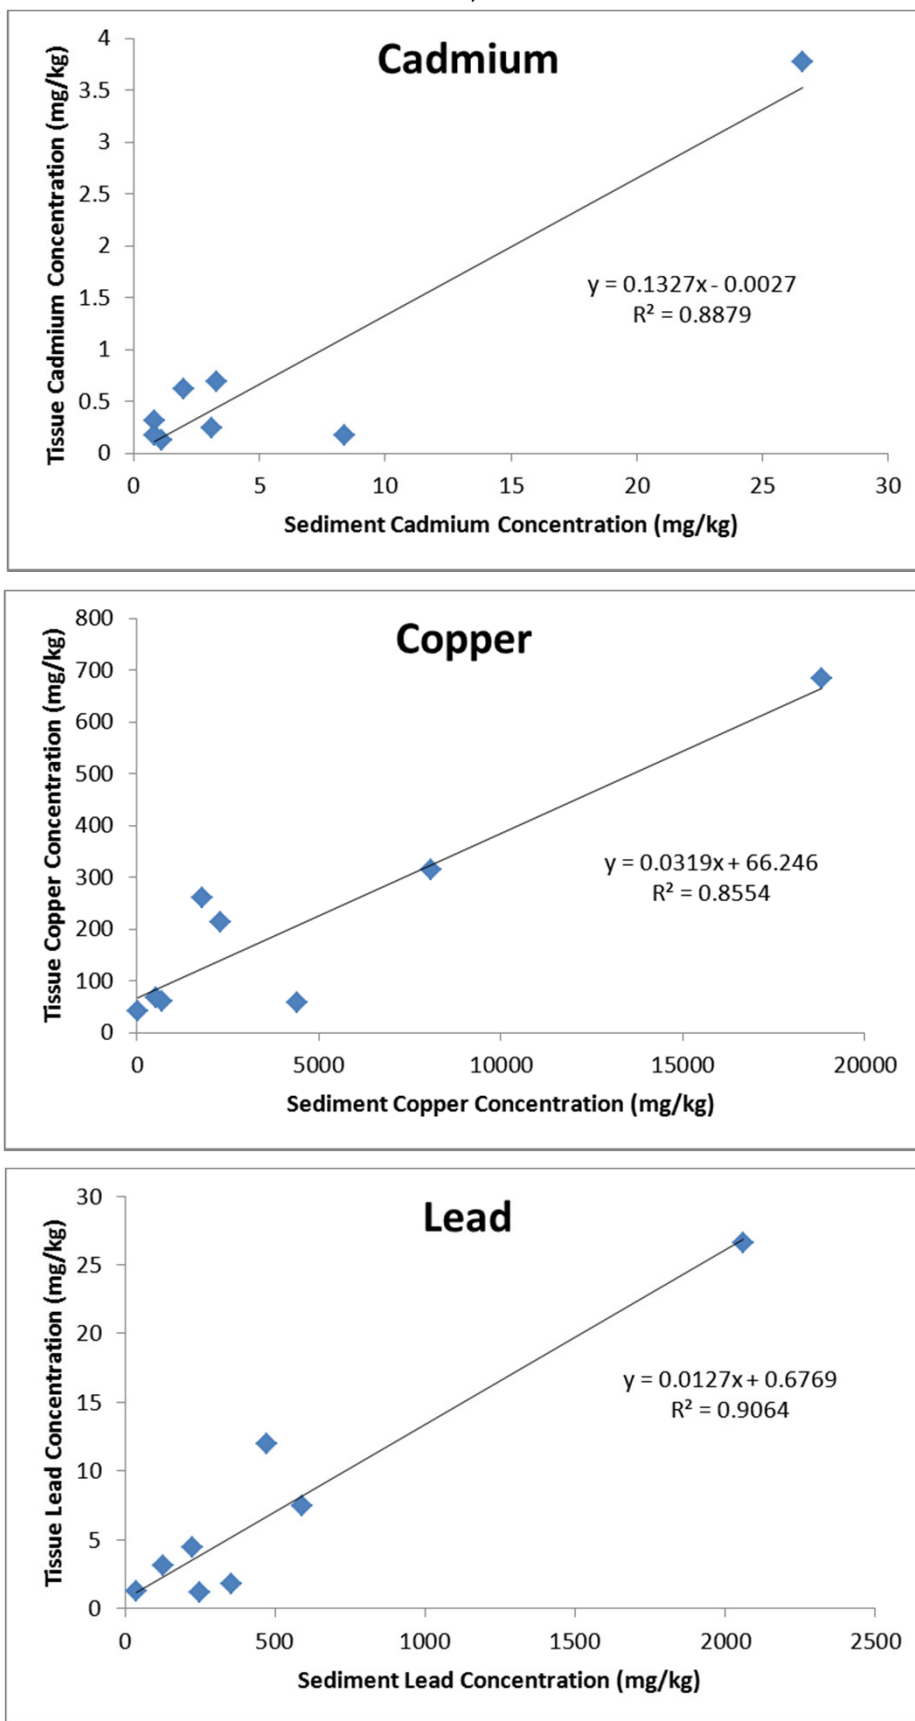 Cadmium
Tissue Cadmium Concentration (mg/kg)
4
3.5
3
2.5
2
1.5
1
0.5
0
y = 0.1327x - 0.0027
R² = 0.8879
0 5 10 15 20 25 30
Sediment Cadmium Concentration (mg/kg)
Copper
Tissue Copper Concentration (mg/kg)
800
700
600
500
400
300
200
100
0
y = 0.0319x + 66.246
R² = 0.8554
0 5000 10000 15000 20000
Sediment Copper Concentration (mg/kg)
Lead
Tissue Lead Concentration (mg/kg)
30
25
20
15
10
5
0
y = 0.0127x + 0.6769
R² = 0.9064
0 500 1000 1500 2000 2500
Sediment Lead Concentration (mg/kg)